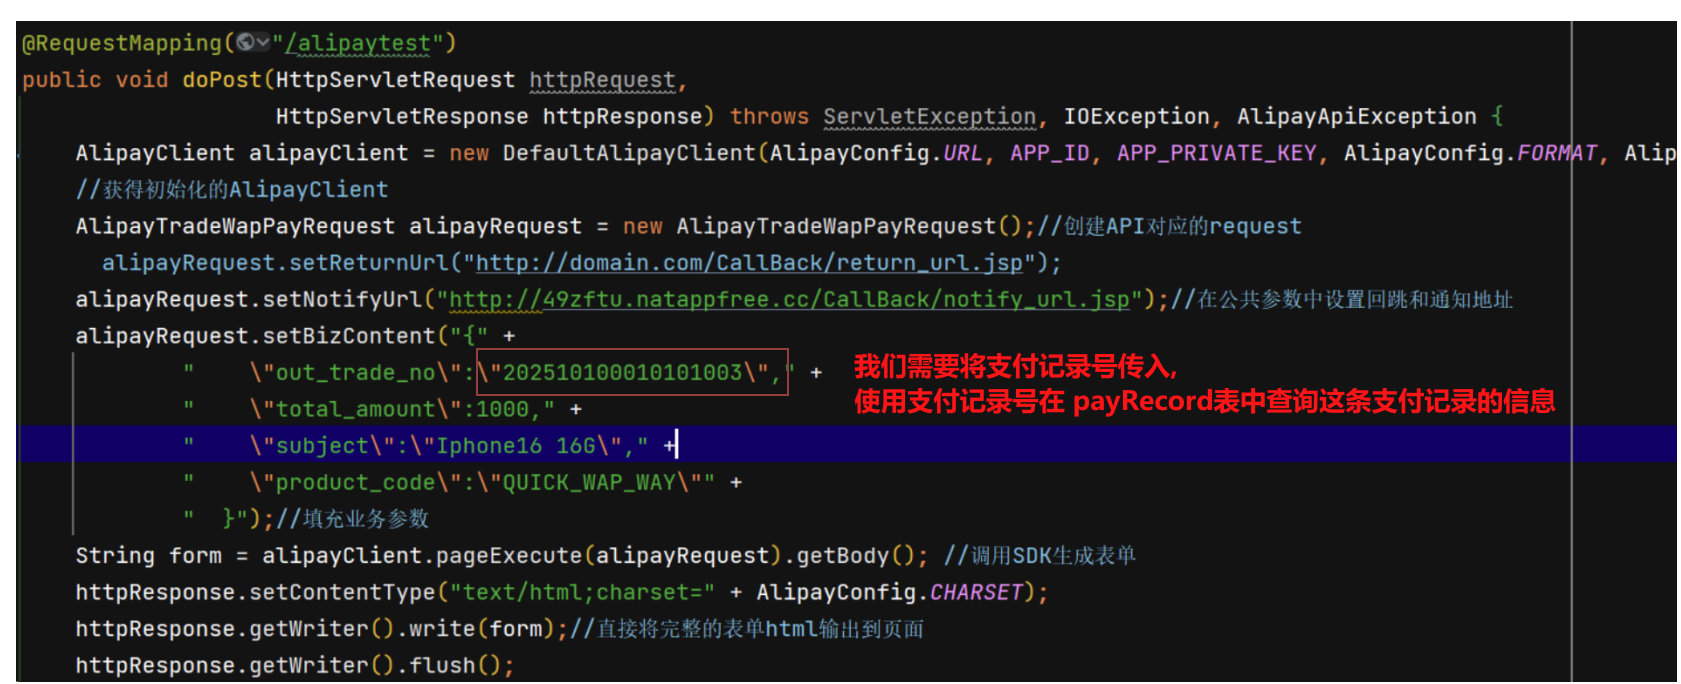 @RequestMapping("/alipaytest")
public void doPost(HttpServletRequest httpRequest,
HttpServletResponse httpResponse) throws ServletException, IOException, AlipayApiException {
AlipayClient alipayClient = new DefaultAlipayClient(AlipayConfig.URL, APP_ID, APP_PRIVATE_KEY, AlipayConfig.FORMAT, Alip
//获得初始化的AlipayClient
AlipayTradeWapPayRequest alipayRequest = new AlipayTradeWapPayRequest();//创建API对应的request
alipayRequest.setReturnUrl("http://domain.com/CallBack/return_url.jsp");
alipayRequest.setNotifyUrl("http://49zftu.natappfree.cc/CallBack/notify_url.jsp");//在公共参数中设置回跳和通知地址
alipayRequest.setBizContent("{" +
"    \"out_trade_no\":\"202510100010101003\"," +
我们需要将支付记录号传入,
"    \"total_amount\":1000," +
使用支付记录号在 payRecord表中查询这条支付记录的信息
"    \"subject\":\"Iphone16 16G\"," +
"    \"product_code\":\"QUICK_WAP_WAY\"" +
"  }");//填充业务参数
String form = alipayClient.pageExecute(alipayRequest).getBody(); //调用SDK生成表单
httpResponse.setContentType("text/html;charset=" + AlipayConfig.CHARSET);
httpResponse.getWriter().write(form);//直接将完整的表单html输出到页面
httpResponse.getWriter().flush();